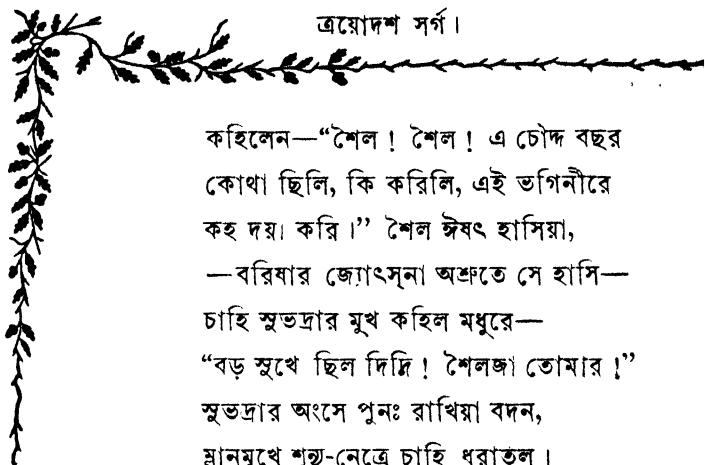 ত্রয়োদশ সর্গ।
কহিলেন—“শৈল ! শৈল ! এ চৌদ্দ বছর
কোথা ছিলি, কি করিলি, এই ভগিনীরে
কহ দয়া করি।” শৈল ঈষৎ হাসিয়া,
—বরিষার জ্যোৎস্না অশ্রুতে সে হাসি—
চাহি সুভদ্রার মুখ কহিল মধুরে—
“বড় সুখে ছিল দিদি ! শৈলজা তোমার !”
সুভদ্রার অংসে পুনঃ রাখিয়া বদন,
ম্লানমুখে শূন্য-নেত্রে চাহি ধরাতল।